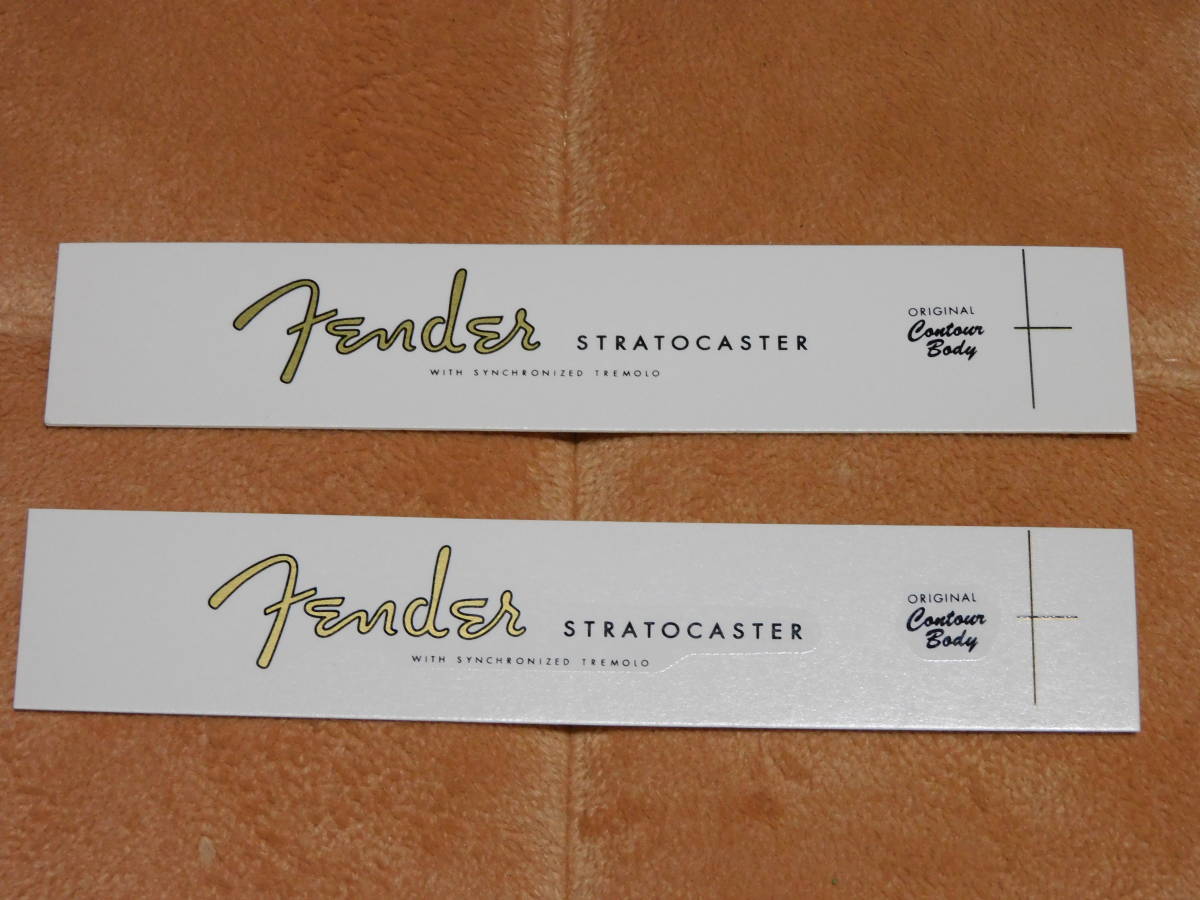 Fender STRATOCASTER
WITH SYNCHRONIZED TREMOLO
ORIGINAL
Contour
Body
Fender STRATOCASTER
WITH SYNCHRONIZED TREMOLO
ORIGINAL
Contour
Body